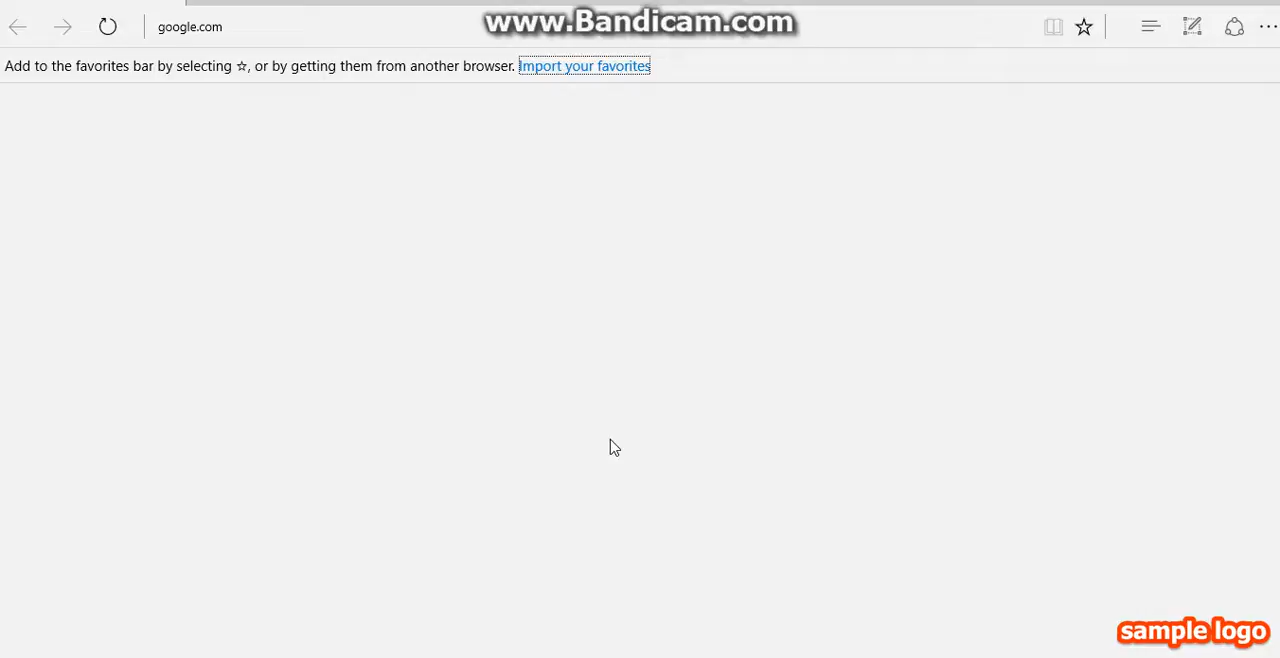 www.Bandicam.com
google.com
Add to the favorites bar by selecting ☆, or by getting them from another browser. Import your favorites
sample logo